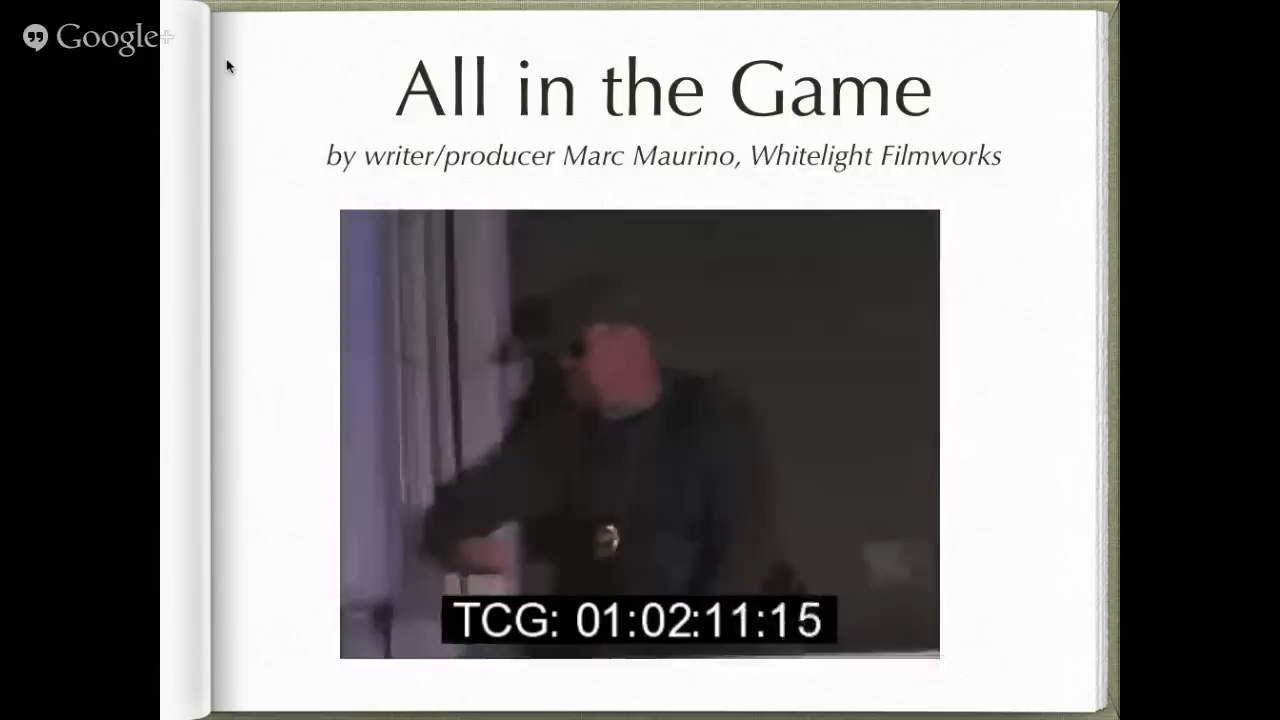 Google+
All in the Game
by writer/producer Marc Maurino, Whitelight Filmworks
TCG: 01:02:11:15